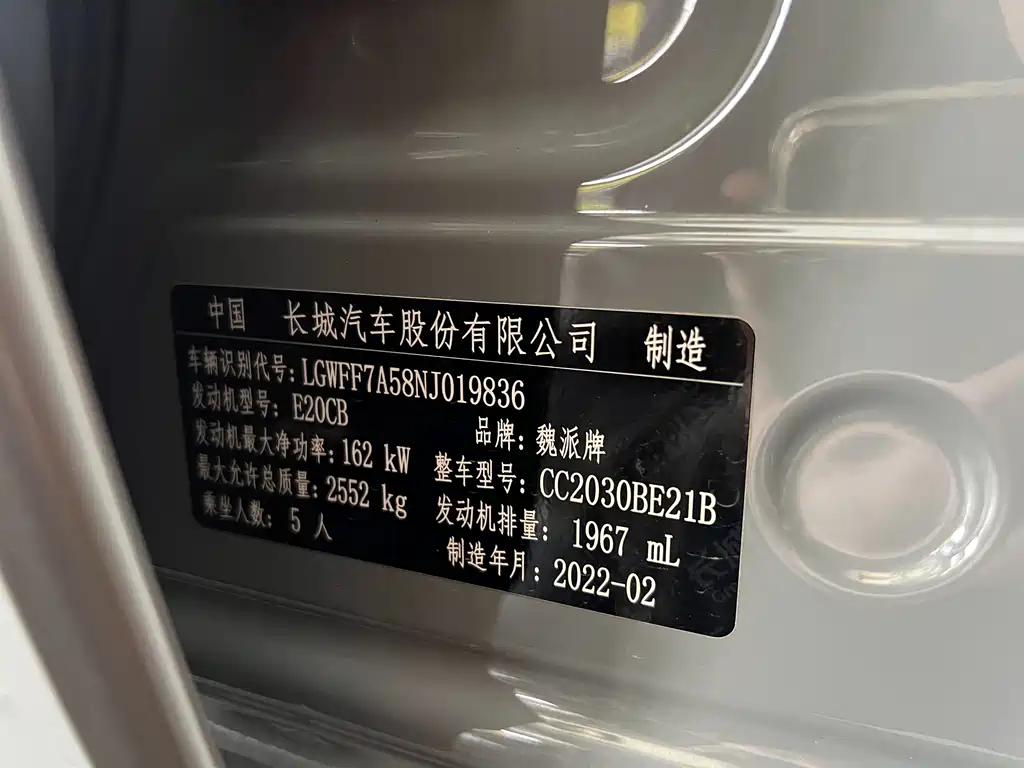 中国 长城汽车股份有限公司 制造
车辆识别代号:LGWFF7A58NJ019836
发动机型号: E20CB 品牌: 魏派牌
发动机最大净功率:162 kW 整车型号: CC2030BE21B
最大允许总质量:2552 kg 发动机排量: 1967 mL
乘坐人数: 5 人 制造年月: 2022-02